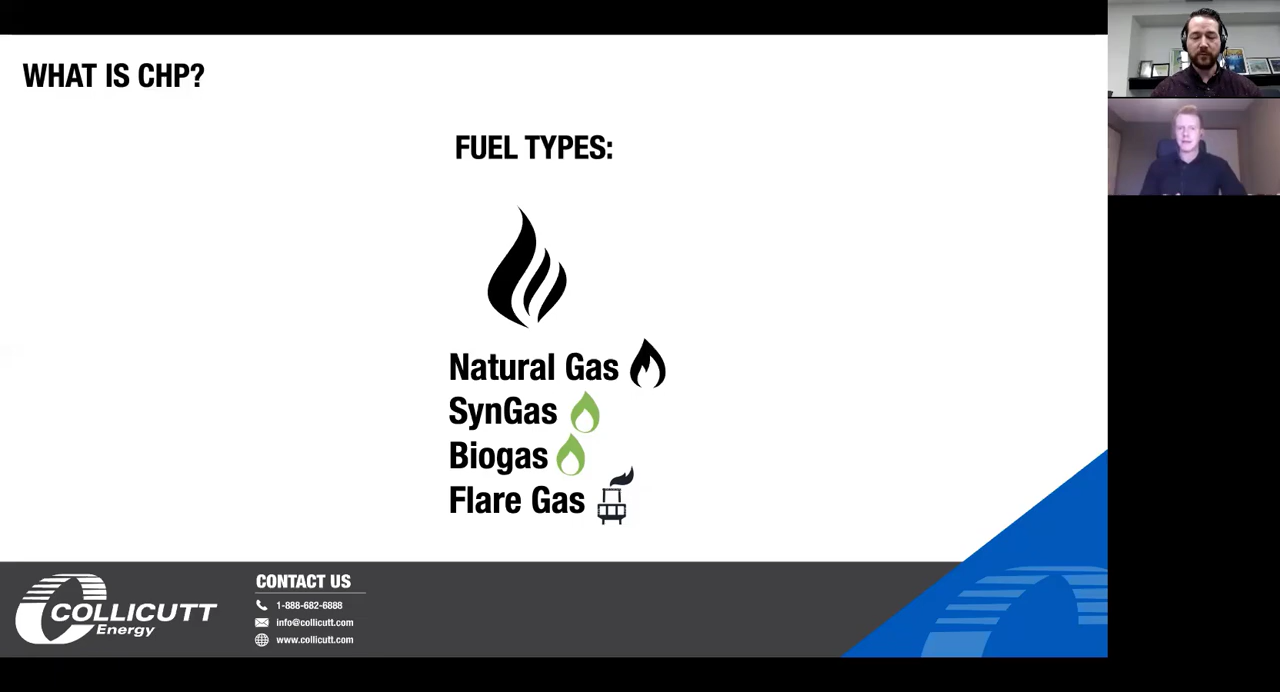 WHAT IS CHP?
FUEL TYPES:
Natural Gas
SynGas
Biogas
Flare Gas
COLLICUTT
Energy
CONTACT US
1-888-682-6888
info@collicutt.com
www.collicutt.com